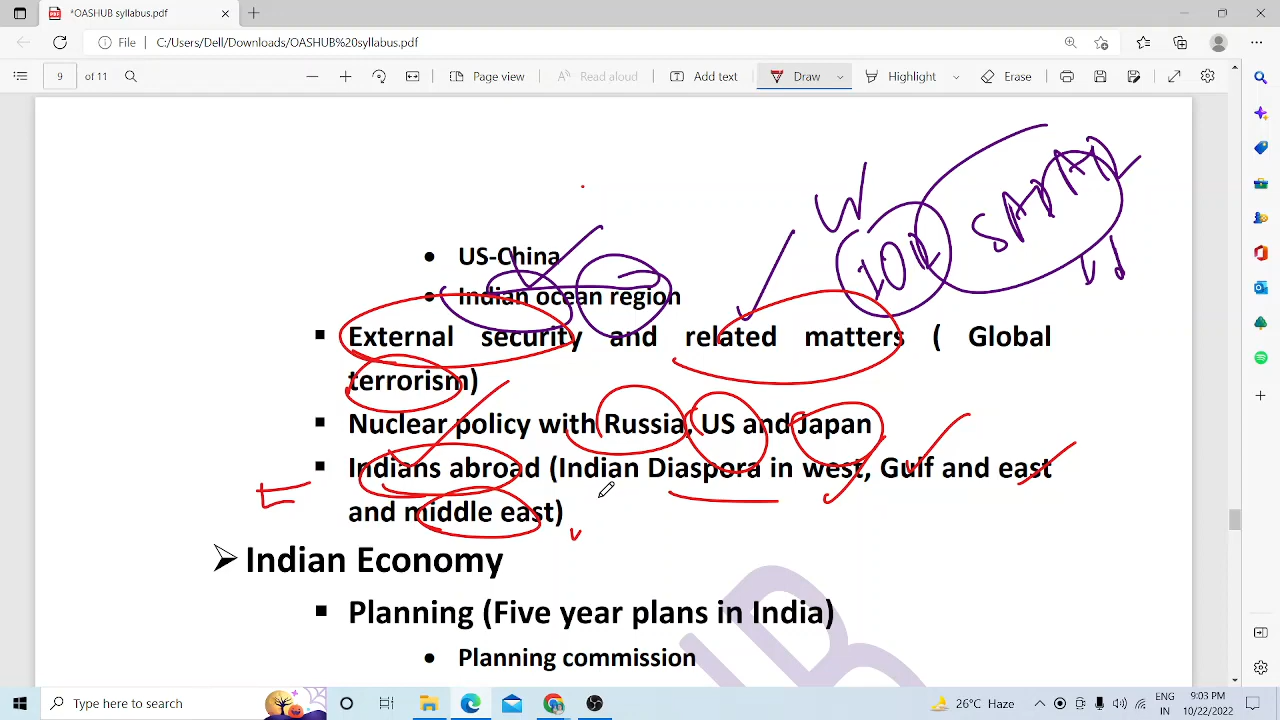 *OASHUB syllabus.pdf
File C:/Users/Dell/Downloads/OASHUB%20syllabus.pdf
9 of 11 Page view Read aloud Add text Draw Highlight Erase
W
IOR
• US-China
• Indian ocean region
External security and related matters ( Global
terrorism)
Nuclear policy with Russia, US and Japan
Indians abroad (Indian Diaspora in west, Gulf and east
and middle east)
Indian Economy
Planning (Five year plans in India)
• Planning commission
UB
Type here to search
26°C Haze
ENG
IN
9:03 PM
10/22/2022